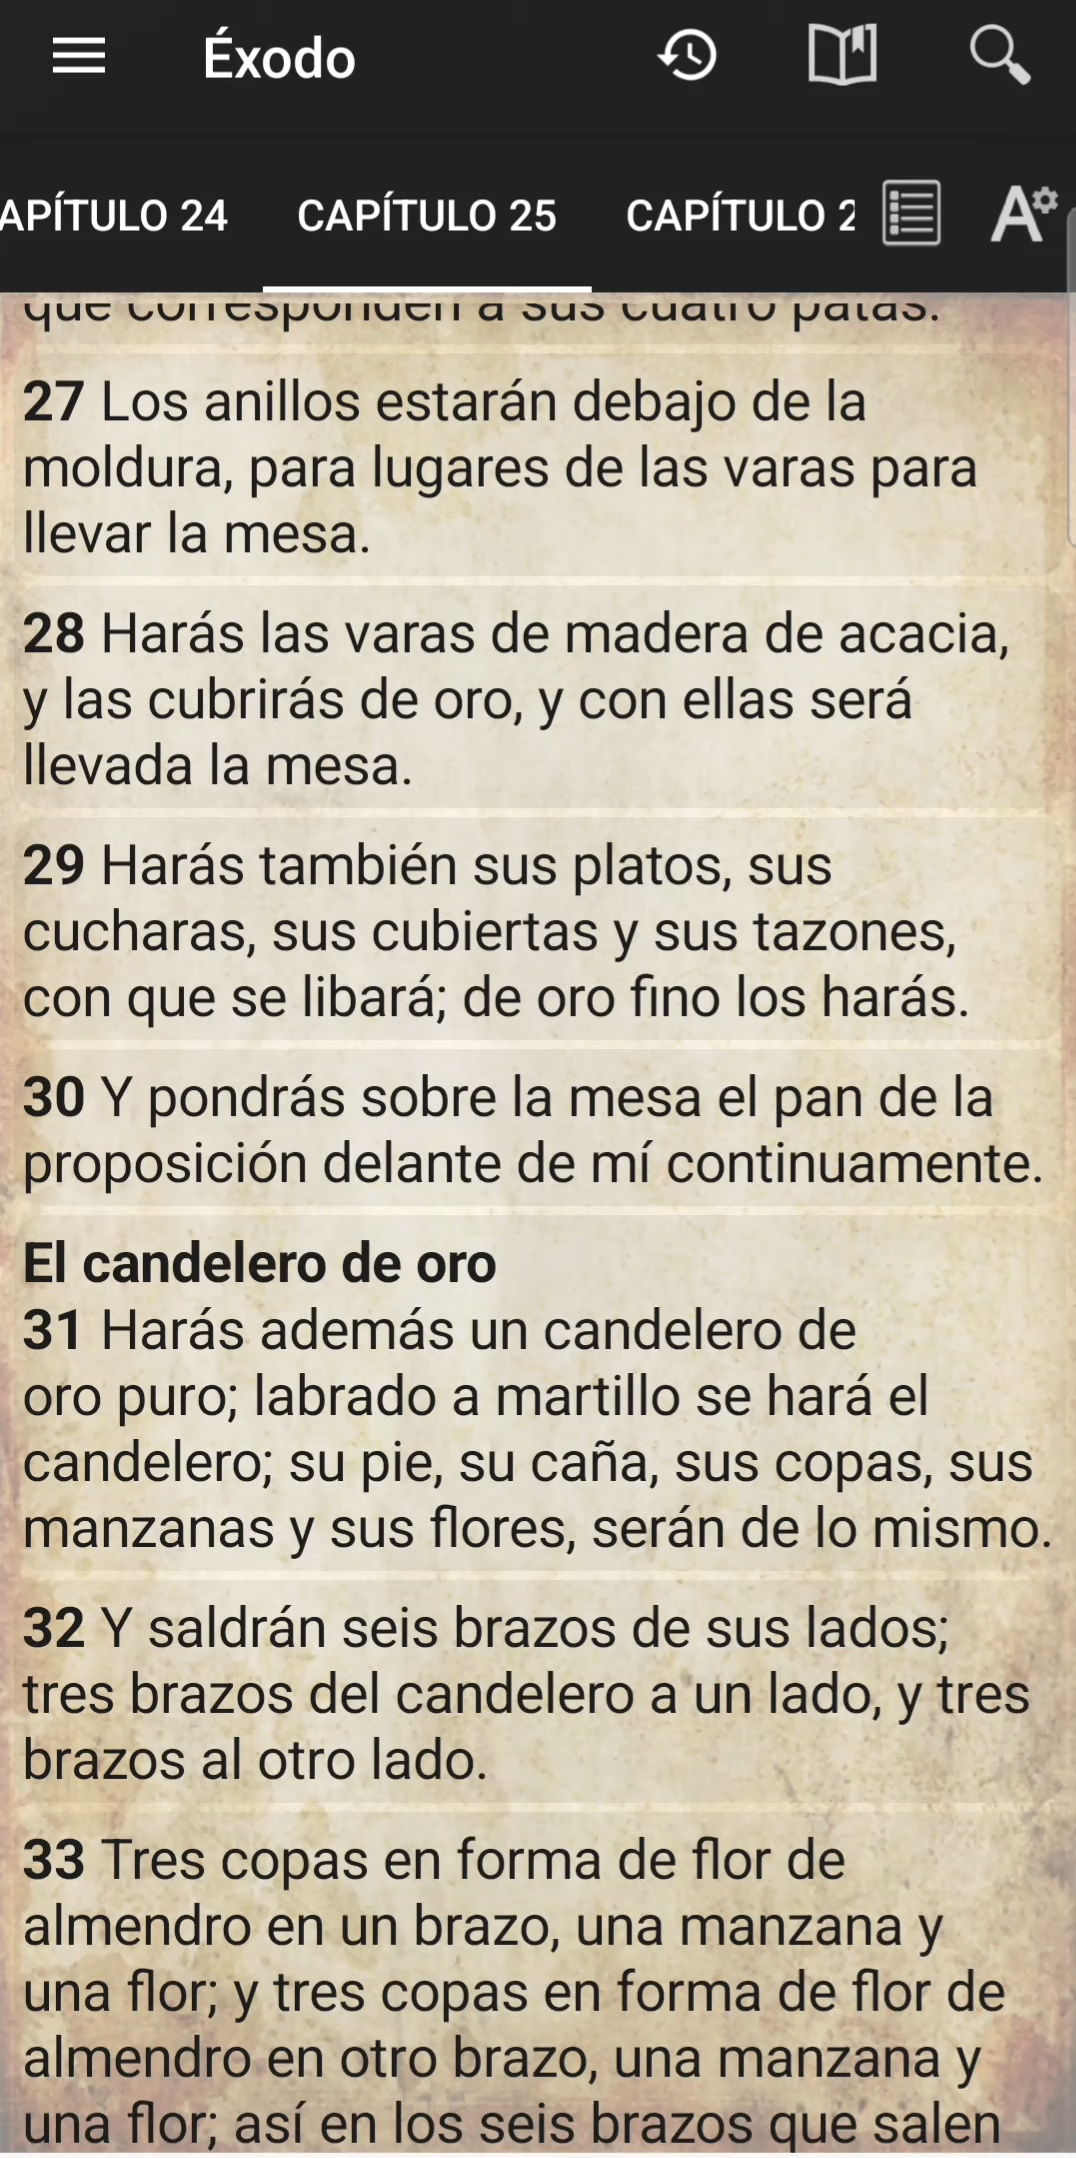 Éxodo
APÍTULO 24
CAPÍTULO 25
CAPÍTULO 2
que corresponden a sus cuatro patas.
27 Los anillos estarán debajo de la
moldura, para lugares de las varas para
llevar la mesa.
28 Harás las varas de madera de acacia,
y las cubrirás de oro, y con ellas será
llevada la mesa.
29 Harás también sus platos, sus
cucharas, sus cubiertas y sus tazones,
con que se libará; de oro fino los harás.
30 Y pondrás sobre la mesa el pan de la
proposición delante de mí continuamente.
El candelero de oro
31 Harás además un candelero de
oro puro; labrado a martillo se hará el
candelero; su pie, su caña, sus copas, sus
manzanas y sus flores, serán de lo mismo.
32 Y saldrán seis brazos de sus lados;
tres brazos del candelero a un lado, y tres
brazos al otro lado.
33 Tres copas en forma de flor de
almendro en un brazo, una manzana y
una flor; y tres copas en forma de flor de
almendro en otro brazo, una manzana y
una flor; así en los seis brazos que salen